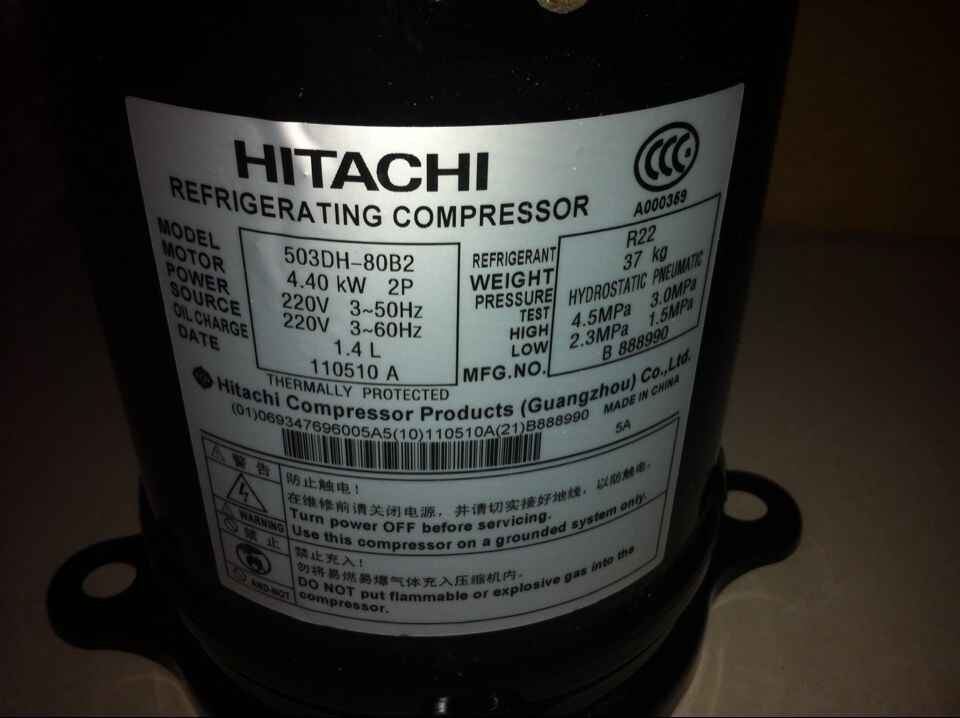 HITACHI
REFRIGERATING COMPRESSOR
CCC
A000359
MODEL 503DH-80B2
MOTOR 4.40 kW 2P
POWER 220V 3~50Hz
SOURCE 220V 3~60Hz
OIL CHARGE 1.4 L
DATE 110510 A
REFRIGERANT R22
WEIGHT 37 kg
PRESSURE HYDROSTATIC PNEUMATIC
TEST
HIGH 4.5MPa 3.0MPa
LOW 2.3MPa 1.5MPa
MFG.NO. B 888990
THERMALLY PROTECTED
Hitachi Compressor Products (Guangzhou) Co.,Ltd.
MADE IN CHINA
(01)069347696005A5(10)110510A(21)B888990
5A
警告
WARNING
防止触电！
在维修前请关闭电源，并请切实接好地线，以防触电。
Turn power OFF before servicing.
Use this compressor on a grounded system only.
禁止
AND-NOT
禁止充入！
勿将易燃易爆气体充入压缩机内。
DO NOT put flammable or explosive gas into the
compressor.